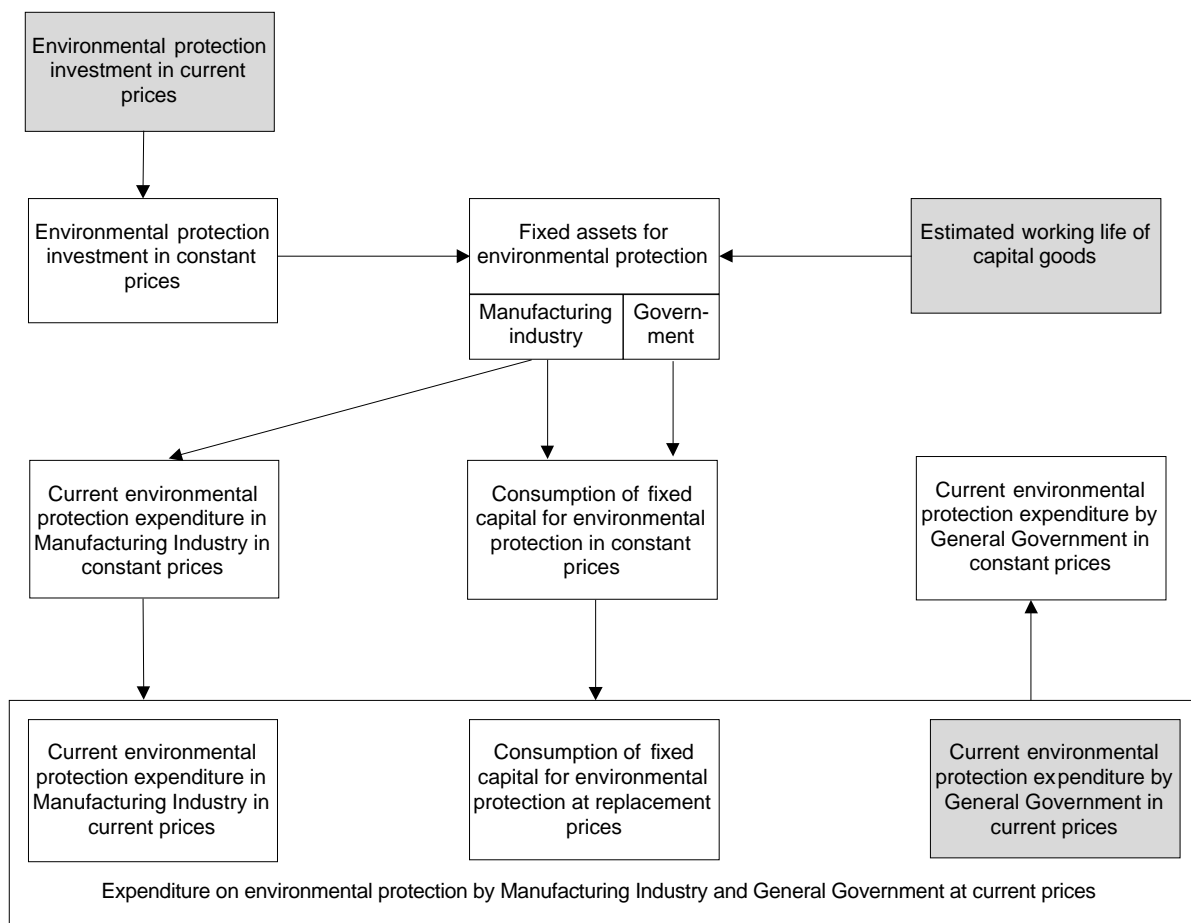 Environmental protection
investment in current
prices
Environmental protection
investment in constant
prices
Fixed assets for
environmental protection
Estimated working life of
capital goods
Manufacturing
industry
Govern-
ment
Current environmental
protection expenditure in
Manufacturing Industry in
constant prices
Consumption of fixed
capital for environmental
protection in constant
prices
Current environmental
protection expenditure by
General Government in
constant prices
Current environmental
protection expenditure in
Manufacturing Industry in
current prices
Consumption of fixed
capital for environmental
protection at replacement
prices
Current environmental
protection expenditure by
General Government in
current prices
Expenditure on environmental protection by Manufacturing Industry and General Government at current prices